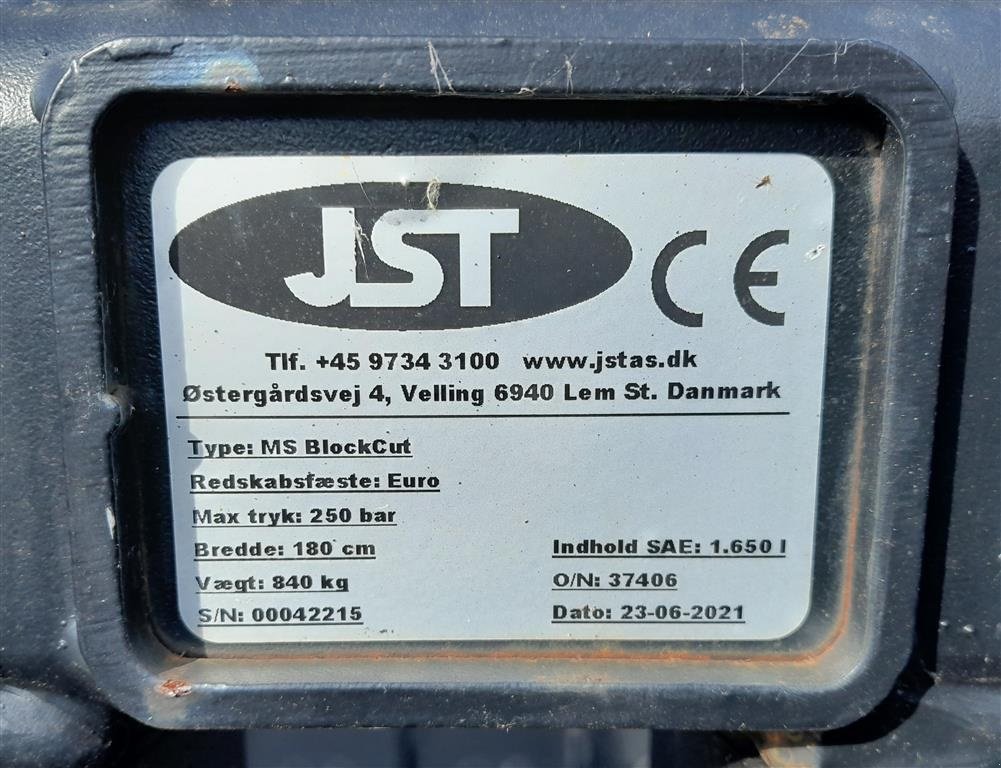 JST CE
Tlf. +45 9734 3100 www.jstas.dk
Østergårdsvej 4, Velling 6940 Lem St. Danmark
Type: MS BlockCut
Redskabsfæste: Euro
Max tryk: 250 bar
Bredde: 180 cm Indhold SAE: 1.650 l
Vægt: 840 kg O/N: 37406
S/N: 00042215 Dato: 23-06-2021